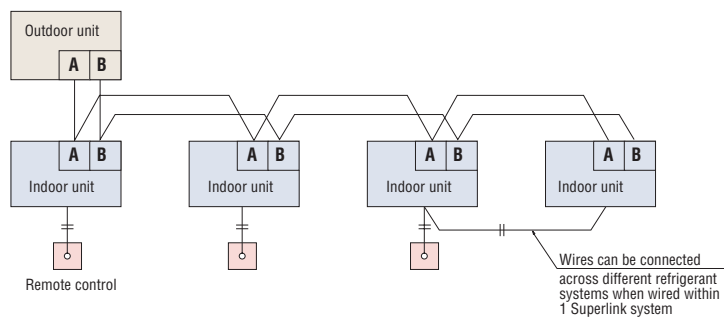 Outdoor unit
A B
A B
A B
A B
A B
Indoor unit
Indoor unit
Indoor unit
Indoor unit
Remote control
Wires can be connected
across different refrigerant
systems when wired within
1 Superlink system